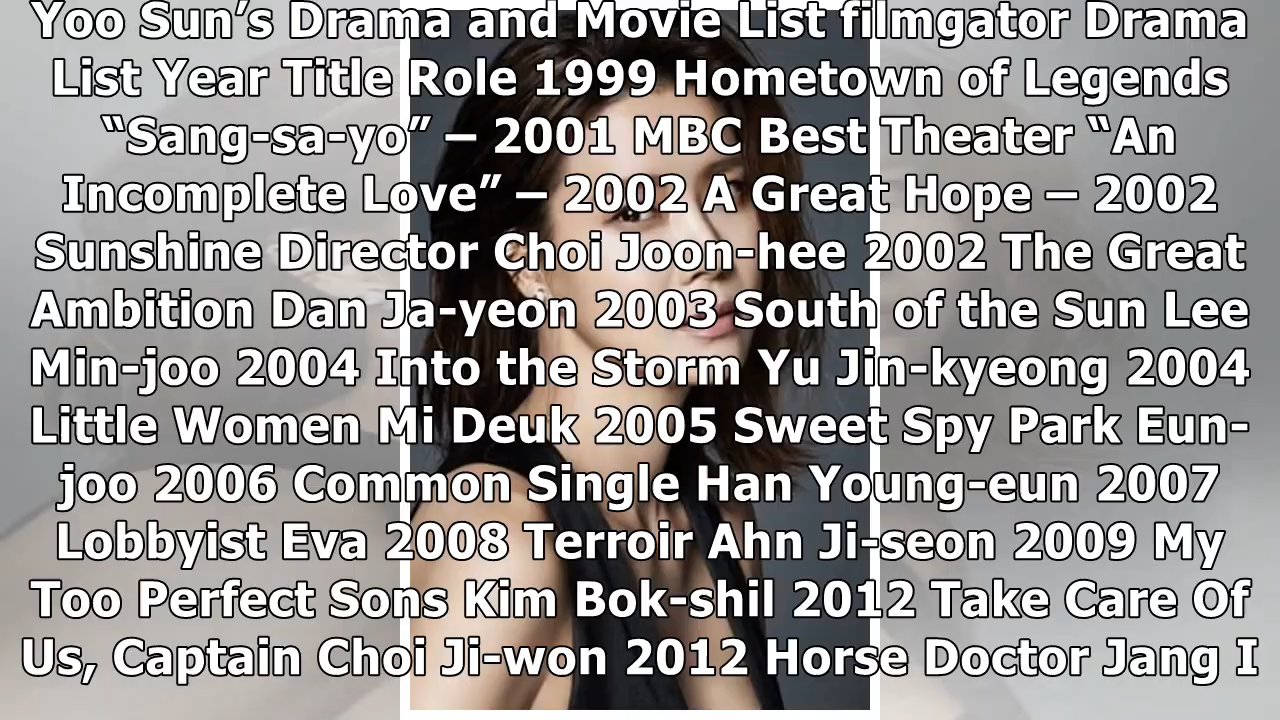 Yoo Sun’s Drama and Movie List filmgator Drama
List Year Title Role 1999 Hometown of Legends
“Sang-sa-yo” – 2001 MBC Best Theater “An
Incomplete Love” – 2002 A Great Hope – 2002
Sunshine Director Choi Joon-hee 2002 The Great
Ambition Dan Ja-yeon 2003 South of the Sun Lee
Min-joo 2004 Into the Storm Yu Jin-kyeong 2004
Little Women Mi Deuk 2005 Sweet Spy Park Eun-
joo 2006 Common Single Han Young-eun 2007
Lobbyist Eva 2008 Terroir Ahn Ji-seon 2009 My
Too Perfect Sons Kim Bok-shil 2012 Take Care Of
Us, Captain Choi Ji-won 2012 Horse Doctor Jang I